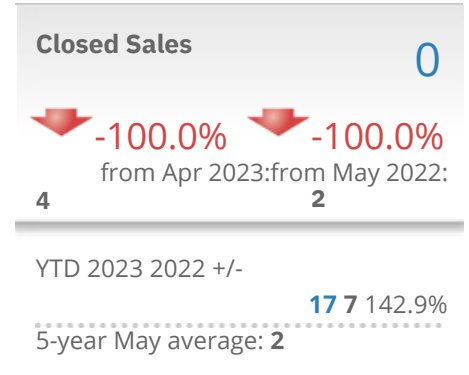 Closed Sales 0
-100.0% -100.0%
from Apr 2023:from May 2022:
4 2
YTD 2023 2022 +/-
17 7 142.9%
5-year May average: 2